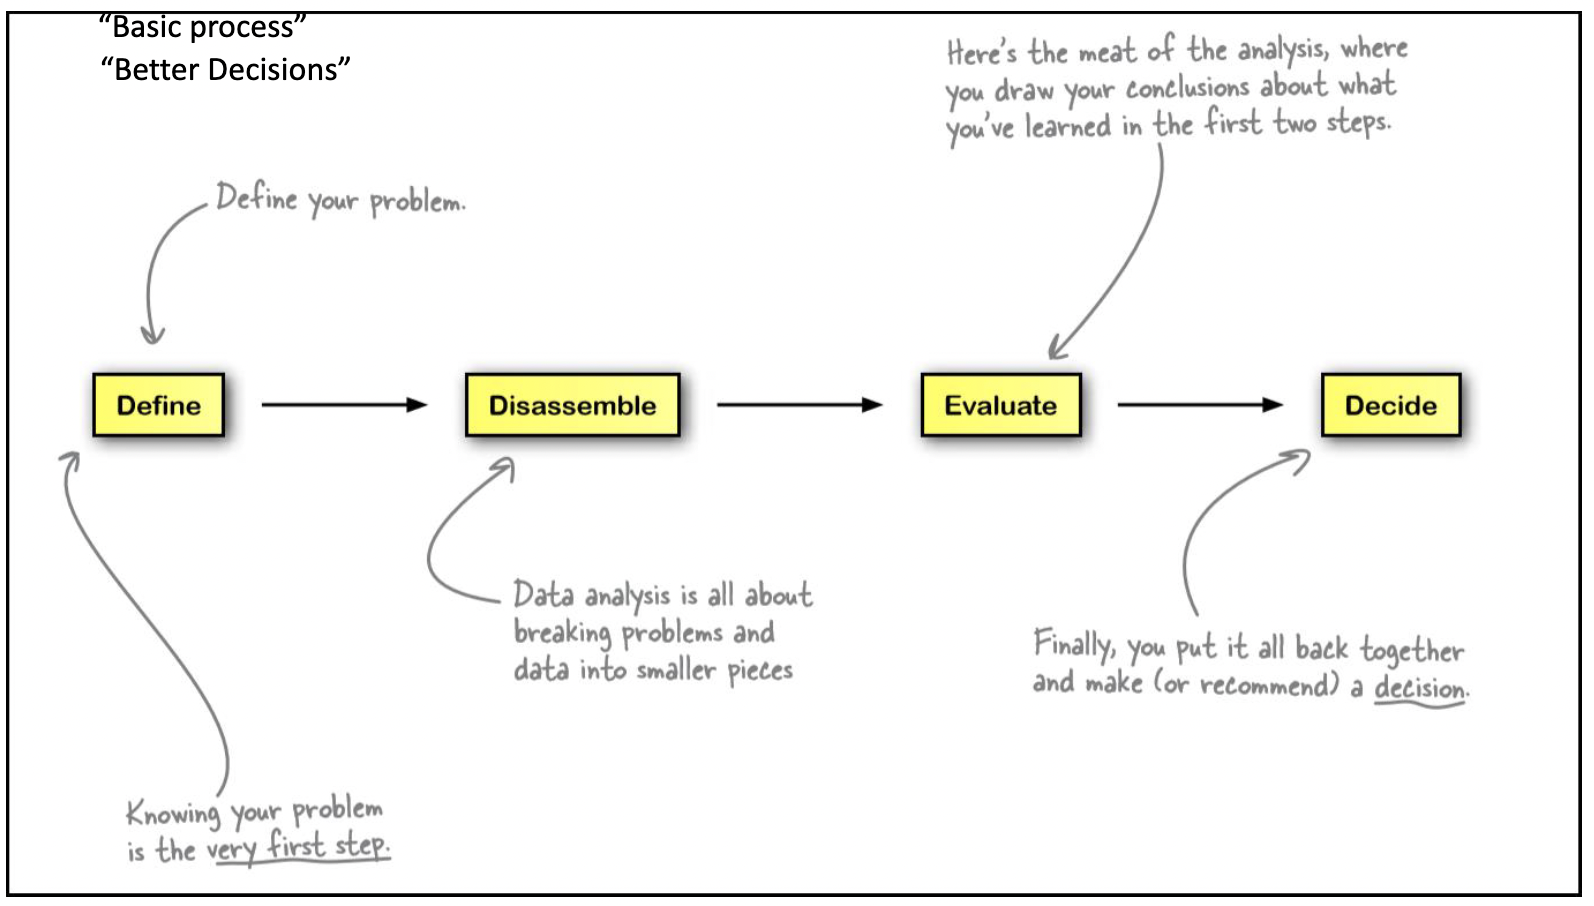 “Basic process”
“Better Decisions”
Here's the meat of the analysis, where
you draw your conclusions about what
you've learned in the first two steps.
Define your problem.
Define
Disassemble
Evaluate
Decide
Data analysis is all about
breaking problems and
data into smaller pieces
Finally, you put it all back together
and make (or recommend) a decision.
Knowing your problem
is the very first step.